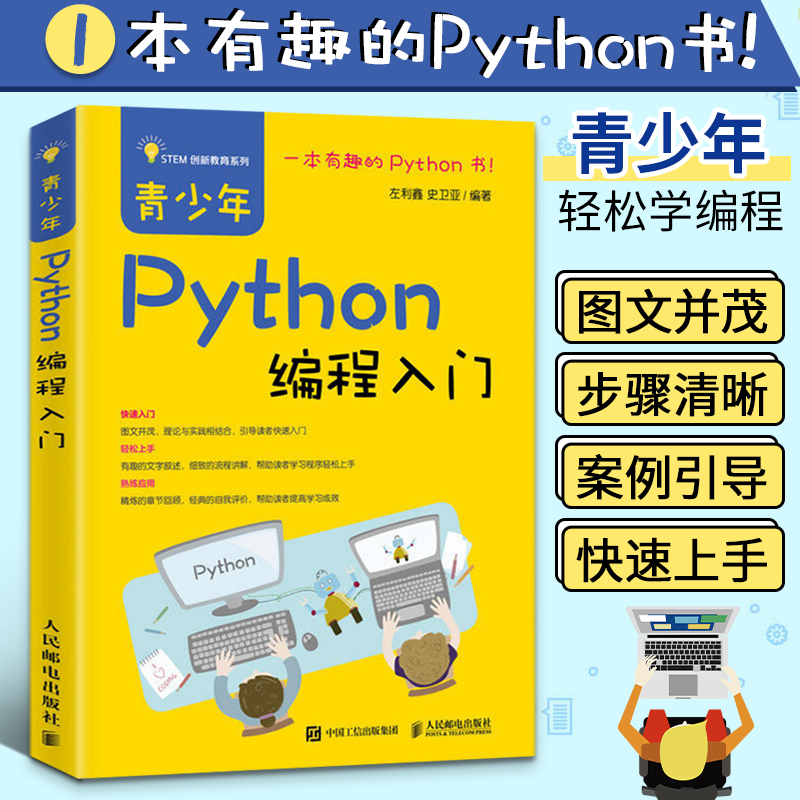 1本有趣的Python书!
STEM 创新教育系列
青少年
一本有趣的 Python 书!
左利鑫 史卫亚/编著
Python
编程入门
快速入门
图文并茂、理论与实践相结合,引导读者快速入门
轻松上手
有趣的文字叙述、细致的流程讲解,帮助读者学习程序轻松上手
熟练应用
精炼的章节回顾、经典的自我评价,帮助读者提高学习成效
Python
I
CODING
中国工信出版集团
人民邮电出版社
POSTS & TELECOM PRESS
青少年
Python
编程入门
人民邮电出版社
青少年
轻松学编程
图文并茂
步骤清晰
案例引导
快速上手